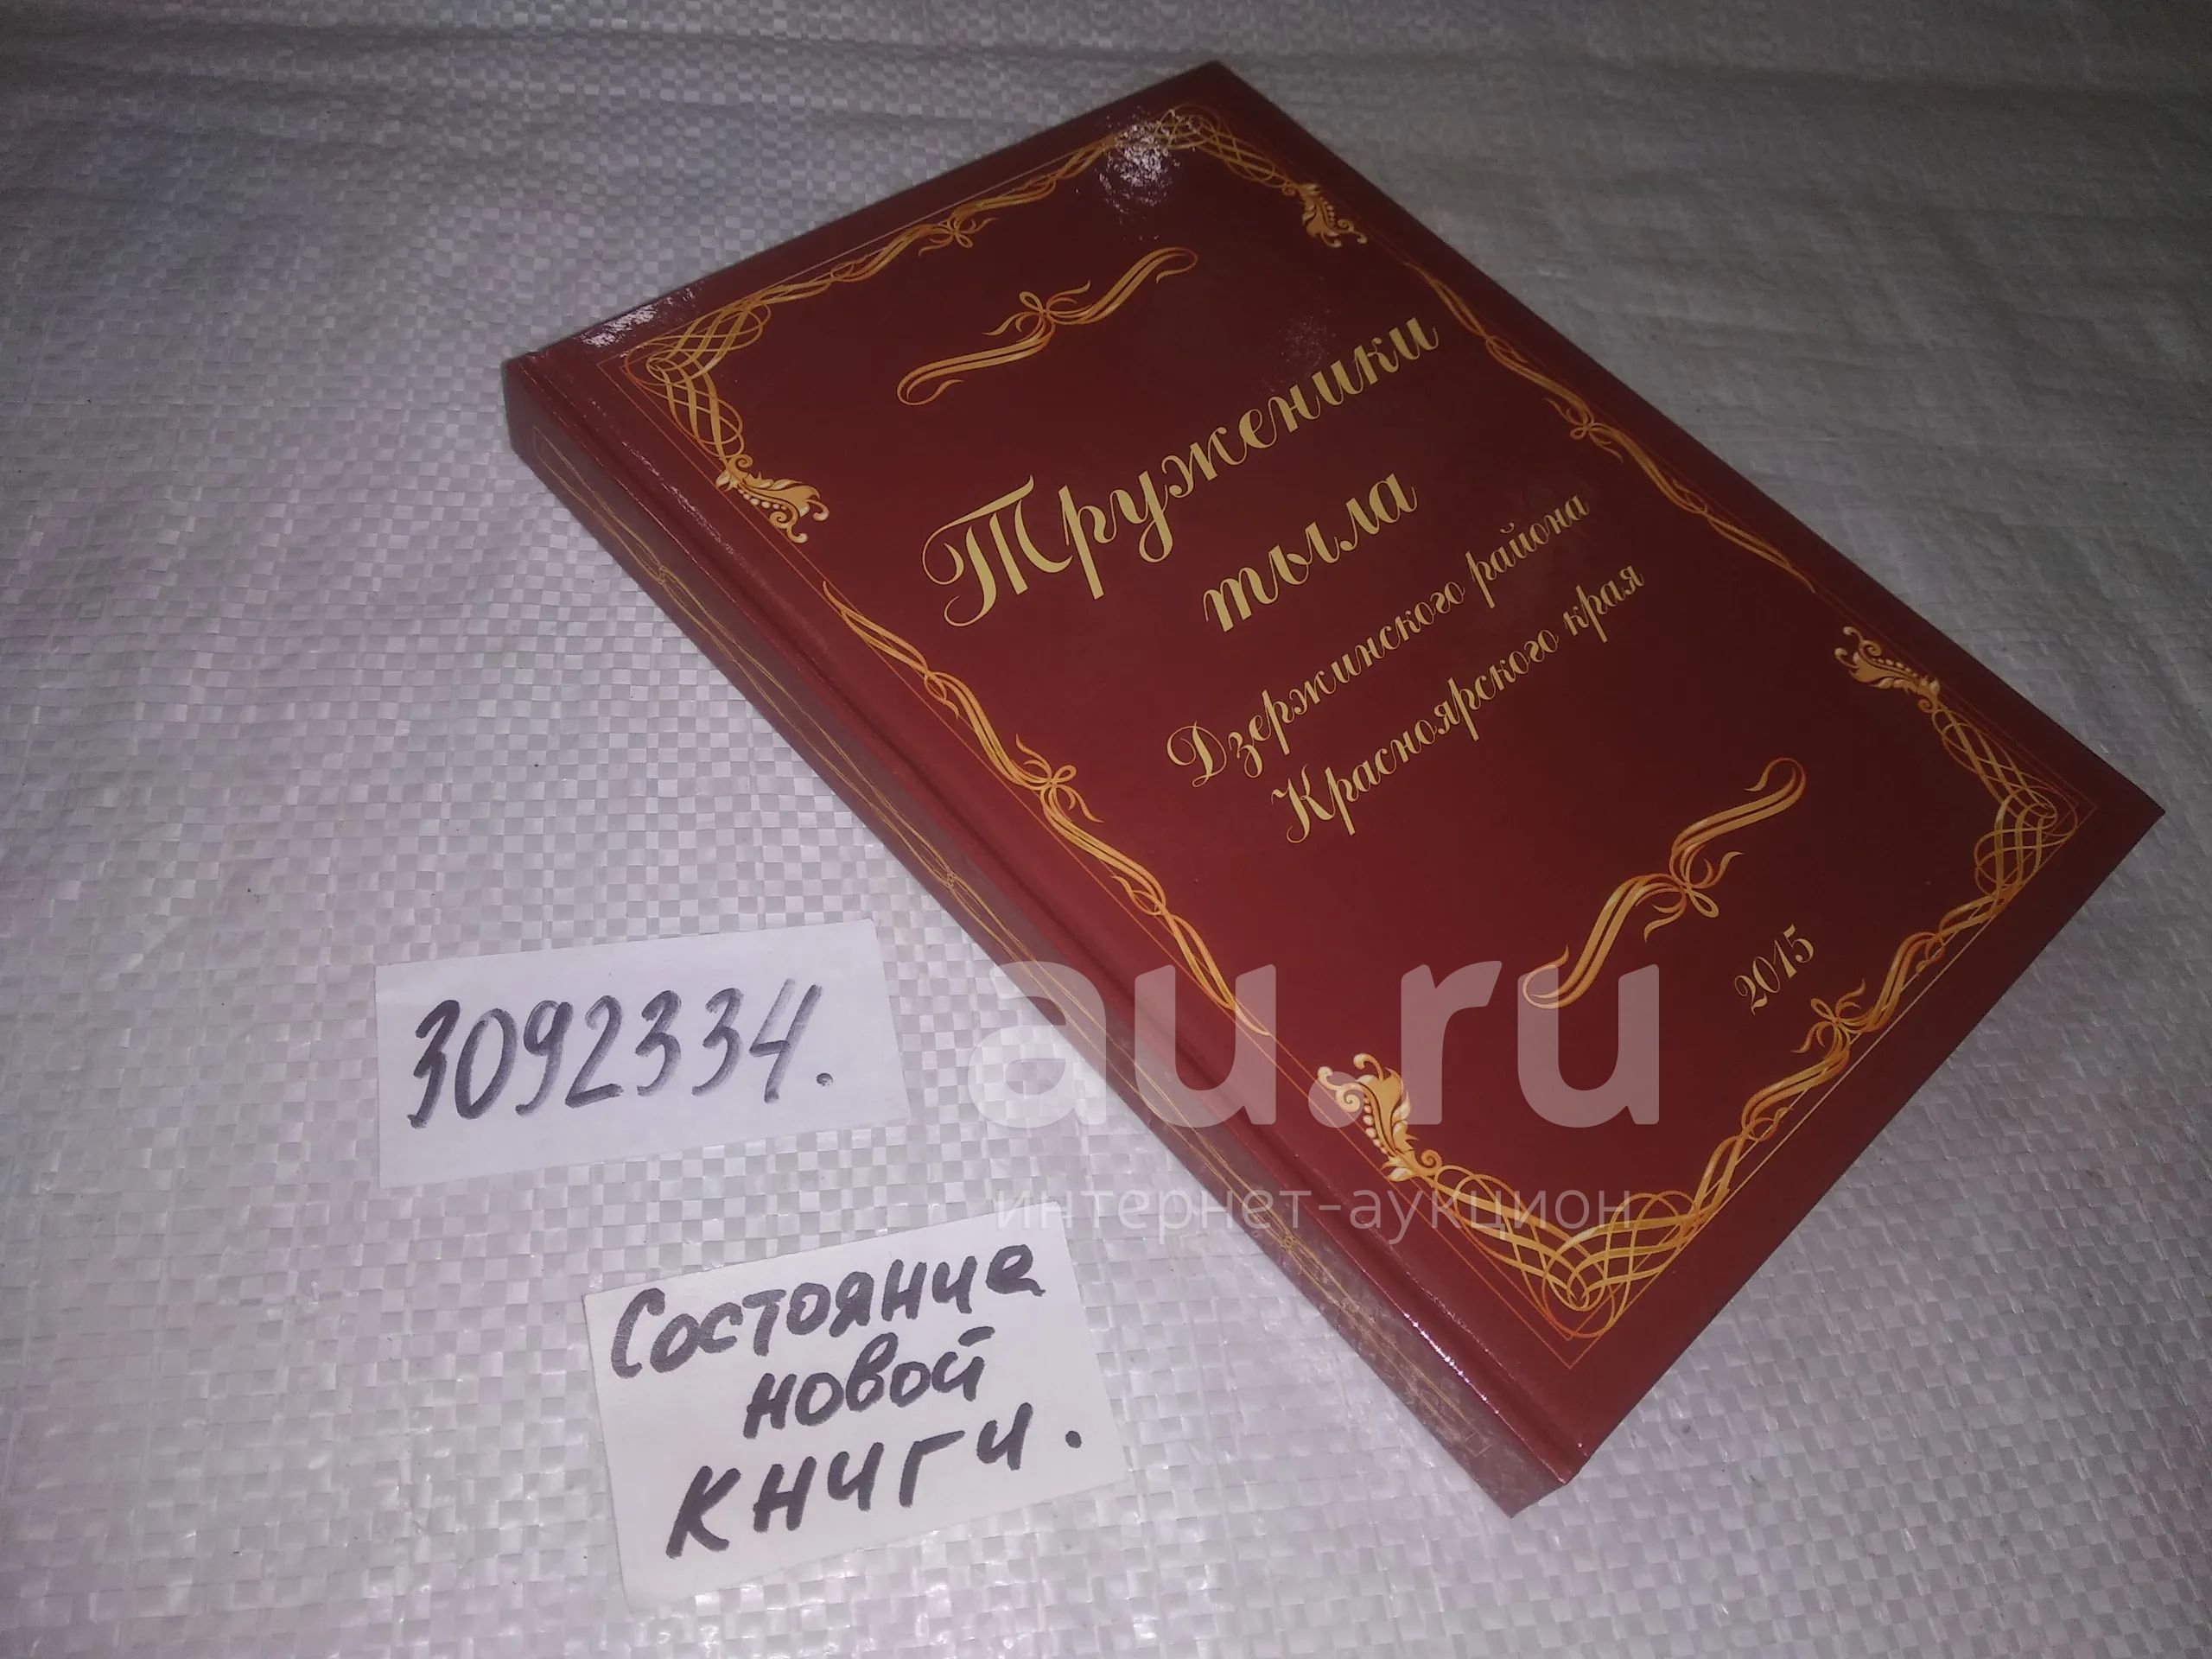 Труженики
тыла
Дзержинского района
Красноярского края
2015
3092334.
au.ru
интернет-аукцион
Состояние
новой
книги.